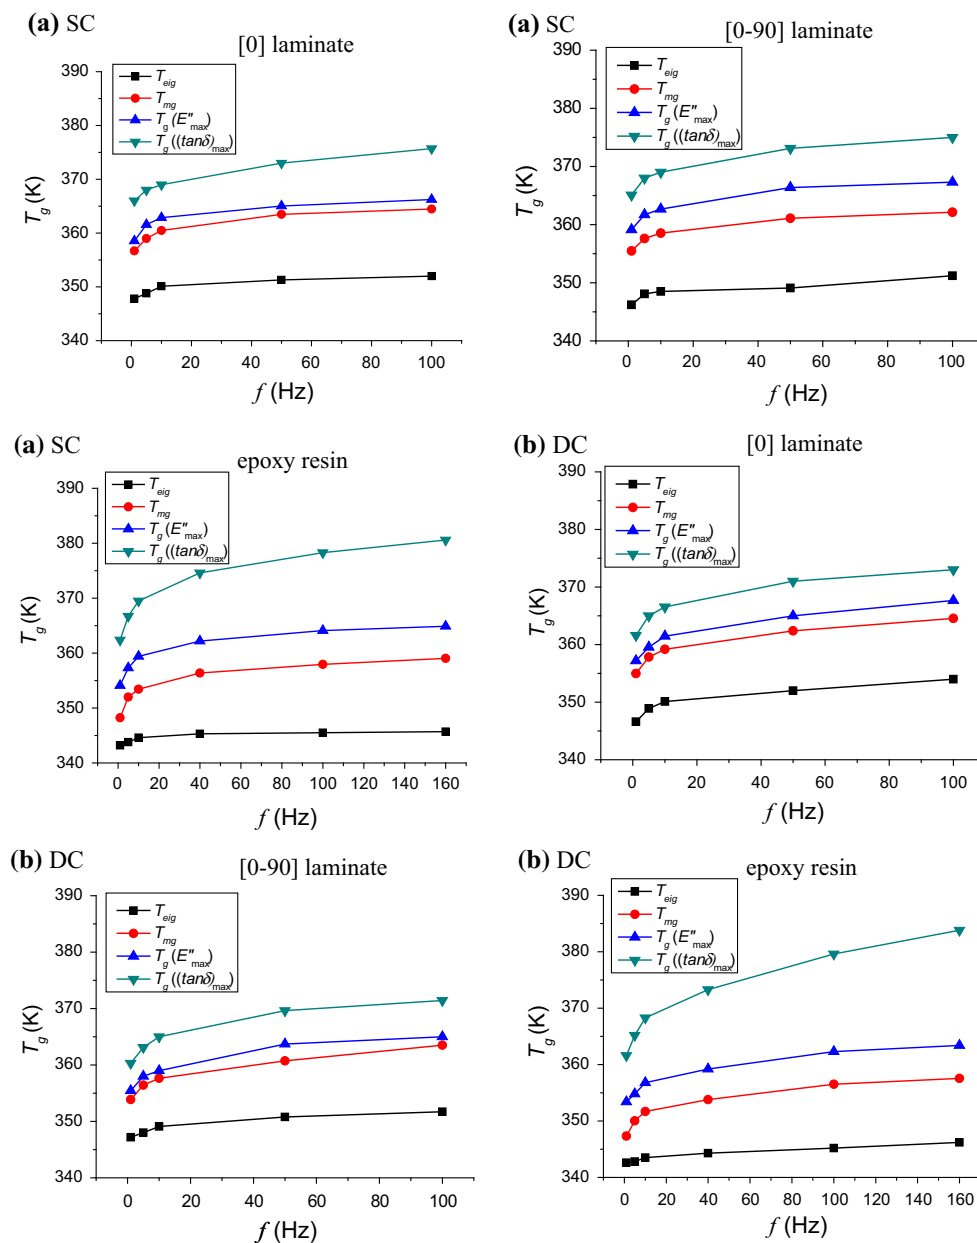 (a) SC
[0] laminate
390
380
370
360
350
340
T_g (K)
T_eig
T_mg
T_g (E"_max)
T_g ((tanδ)_max)
0 20 40 60 80 100
f (Hz)
(a) SC
[0-90] laminate
390
380
370
360
350
340
T_g (K)
T_eig
T_mg
T_g (E"_max)
T_g ((tanδ)_max)
0 20 40 60 80 100
f (Hz)
(a) SC
epoxy resin
390
380
370
360
350
340
T_g (K)
T_eig
T_mg
T_g (E"_max)
T_g ((tanδ)_max)
0 20 40 60 80 100 120 140 160
f (Hz)
(b) DC
[0] laminate
390
380
370
360
350
340
T_g (K)
T_eig
T_mg
T_g (E"_max)
T_g ((tanδ)_max)
0 20 40 60 80 100
f (Hz)
(b) DC
[0-90] laminate
390
380
370
360
350
340
T_g (K)
T_eig
T_mg
T_g (E"_max)
T_g ((tanδ)_max)
0 20 40 60 80 100
f (Hz)
(b) DC
epoxy resin
390
380
370
360
350
340
T_g (K)
T_eig
T_mg
T_g (E"_max)
T_g ((tanδ)_max)
0 20 40 60 80 100 120 140 160
f (Hz)